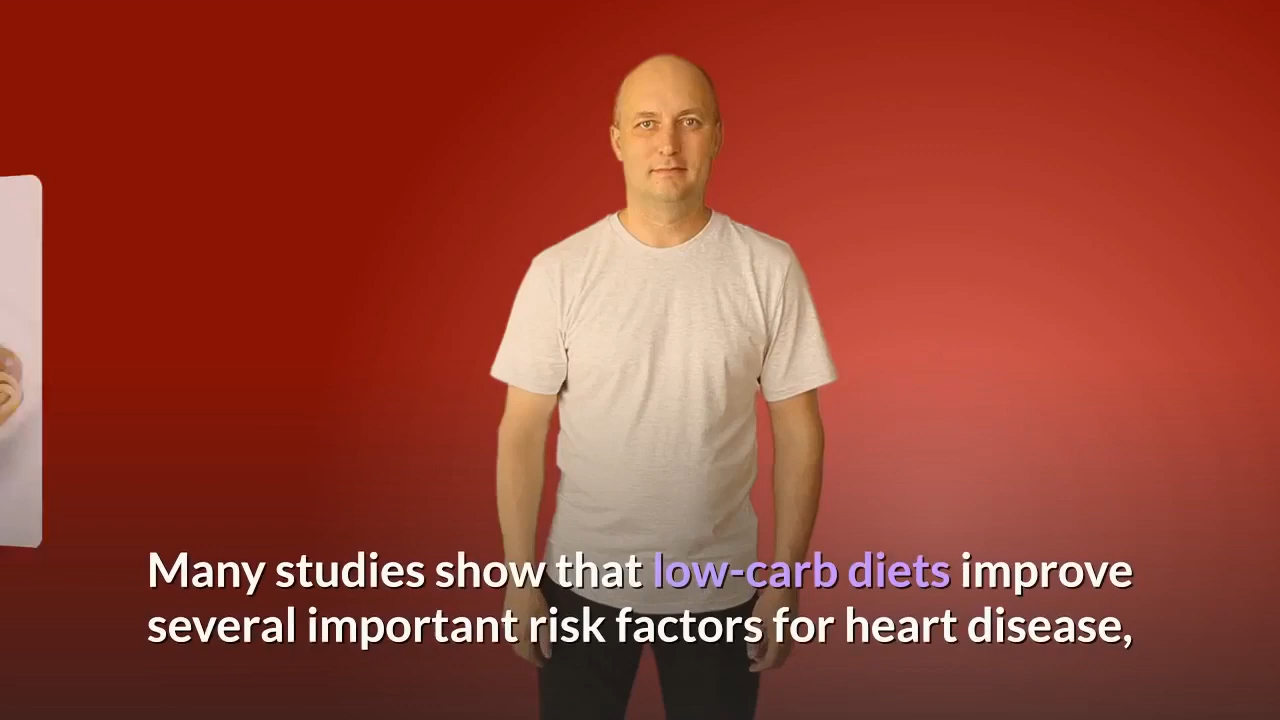 Many studies show that low-carb diets improve
several important risk factors for heart disease,